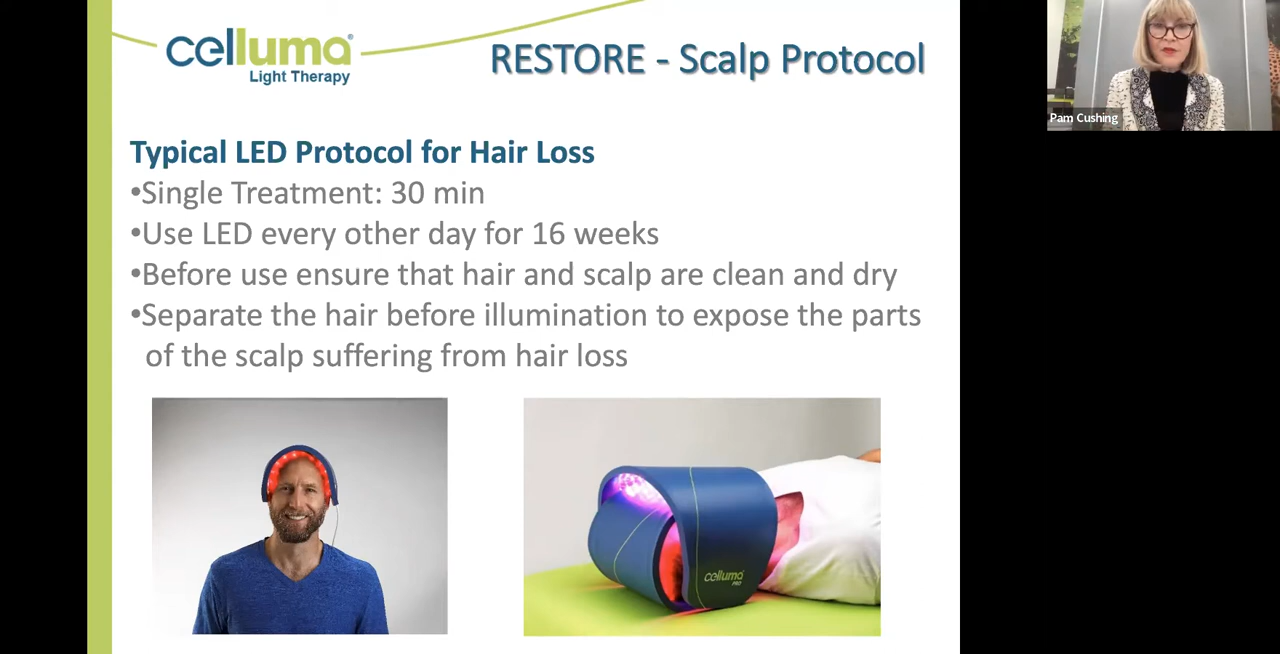 celluma®
Light Therapy
RESTORE - Scalp Protocol
Pam Cushing
Typical LED Protocol for Hair Loss
•Single Treatment: 30 min
•Use LED every other day for 16 weeks
•Before use ensure that hair and scalp are clean and dry
•Separate the hair before illumination to expose the parts
of the scalp suffering from hair loss
celluma
PRO